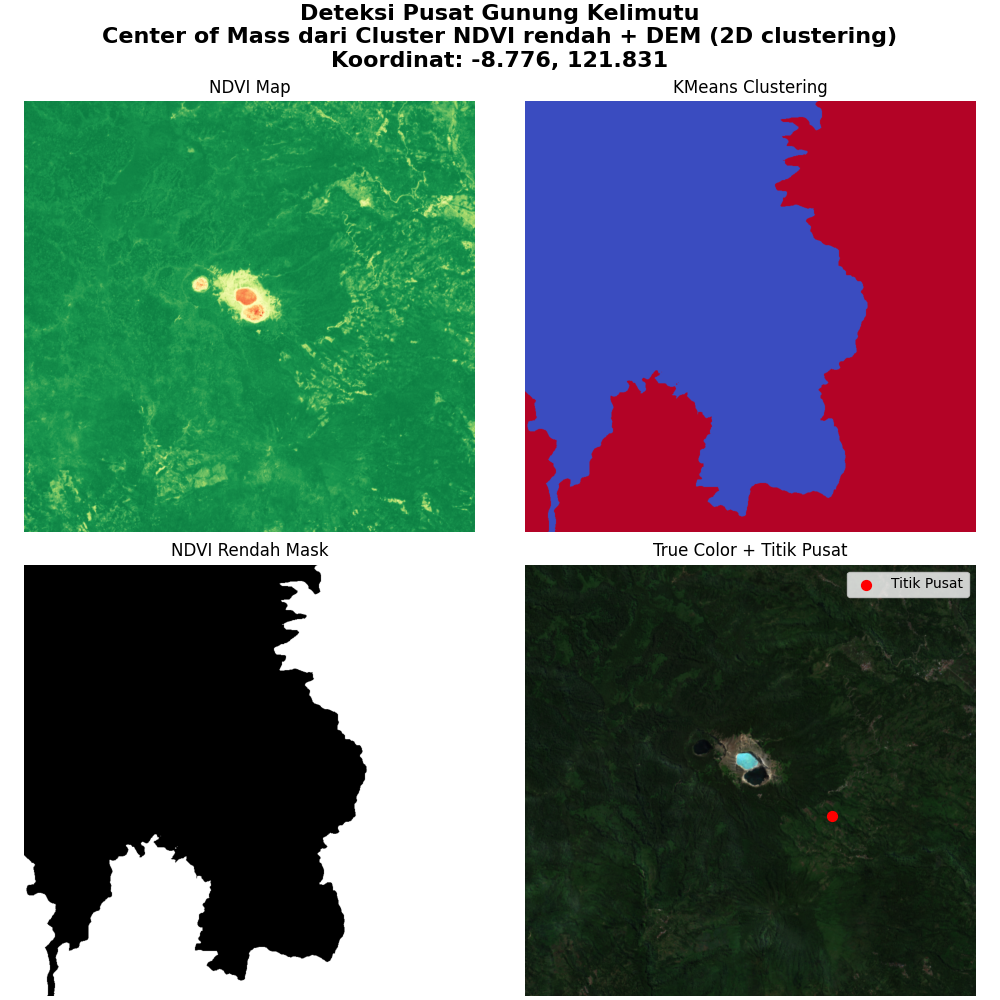 Deteksi Pusat Gunung Kelimutu
Center of Mass dari Cluster NDVI rendah + DEM (2D clustering)
Koordinat: -8.776, 121.831
NDVI Map
KMeans Clustering
NDVI Rendah Mask
True Color + Titik Pusat
Titik Pusat